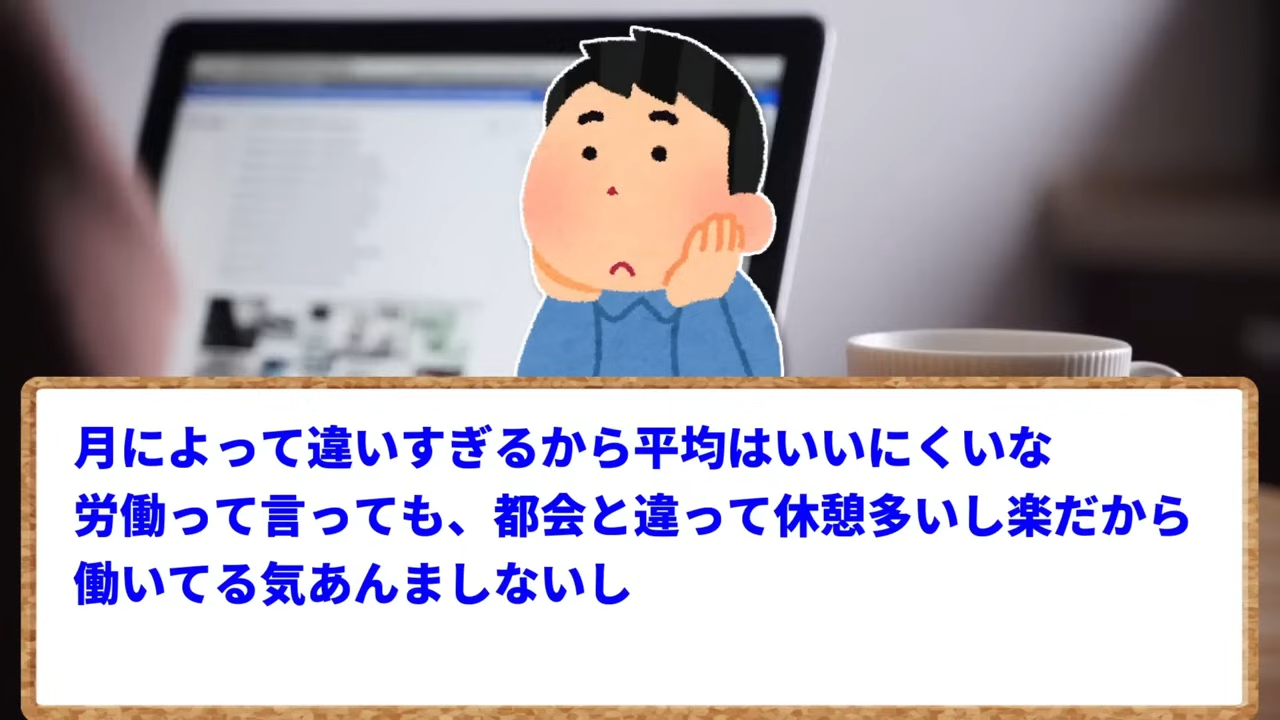 月によって違いすぎるから平均はいいにくいな
労働って言っても、都会と違って休憩多いし楽だから
働いてる気あんましないし